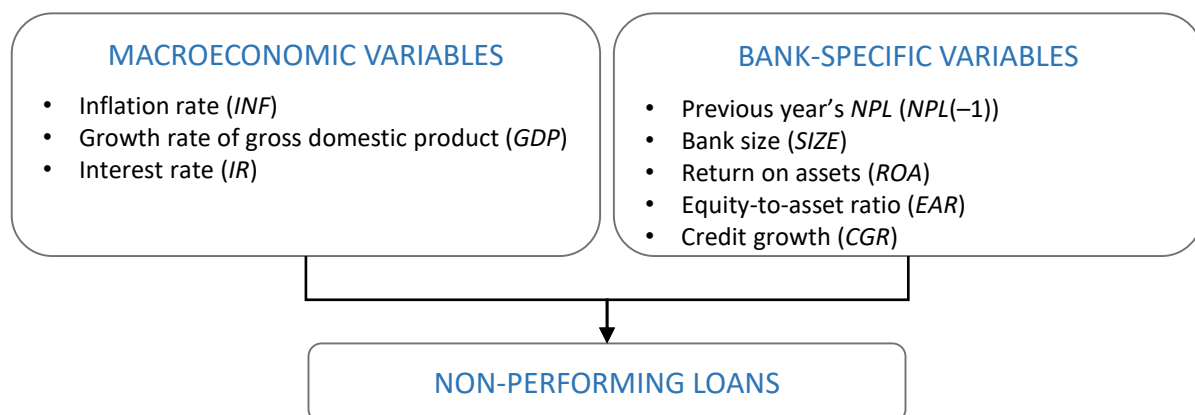 MACROECONOMIC VARIABLES
• Inflation rate (INF)
• Growth rate of gross domestic product (GDP)
• Interest rate (IR)
BANK-SPECIFIC VARIABLES
• Previous year’s NPL (NPL(–1))
• Bank size (SIZE)
• Return on assets (ROA)
• Equity-to-asset ratio (EAR)
• Credit growth (CGR)
NON-PERFORMING LOANS